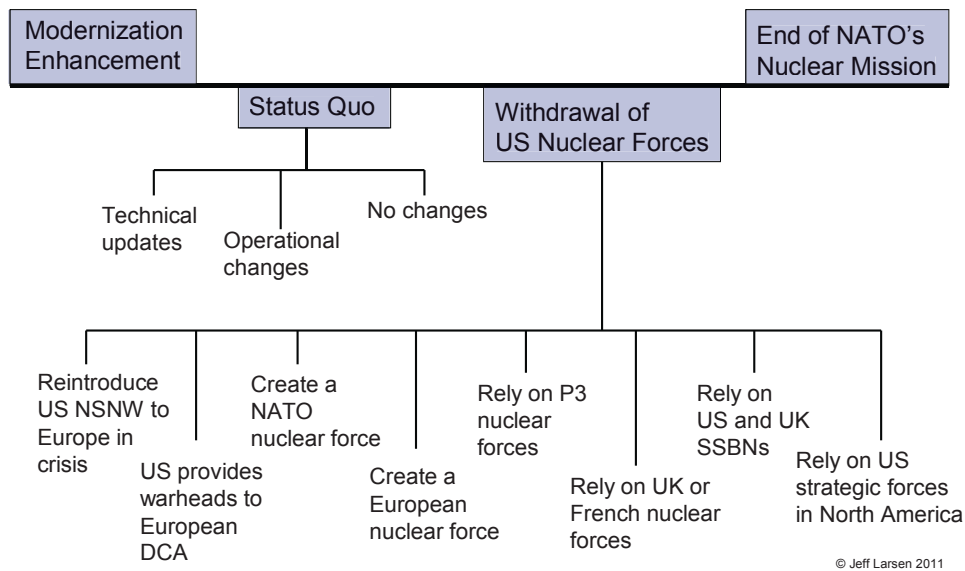 Modernization
Enhancement
End of NATO's
Nuclear Mission
Status Quo
Withdrawal of
US Nuclear Forces
Technical
updates
Operational
changes
No changes
Reintroduce
US NSNW to
Europe in
crisis
US provides
warheads to
European
DCA
Create a
NATO
nuclear force
Create a
European
nuclear force
Rely on P3
nuclear
forces
Rely on UK or
French nuclear
forces
Rely on
US and UK
SSBNs
Rely on US
strategic forces
in North America
© Jeff Larsen 2011